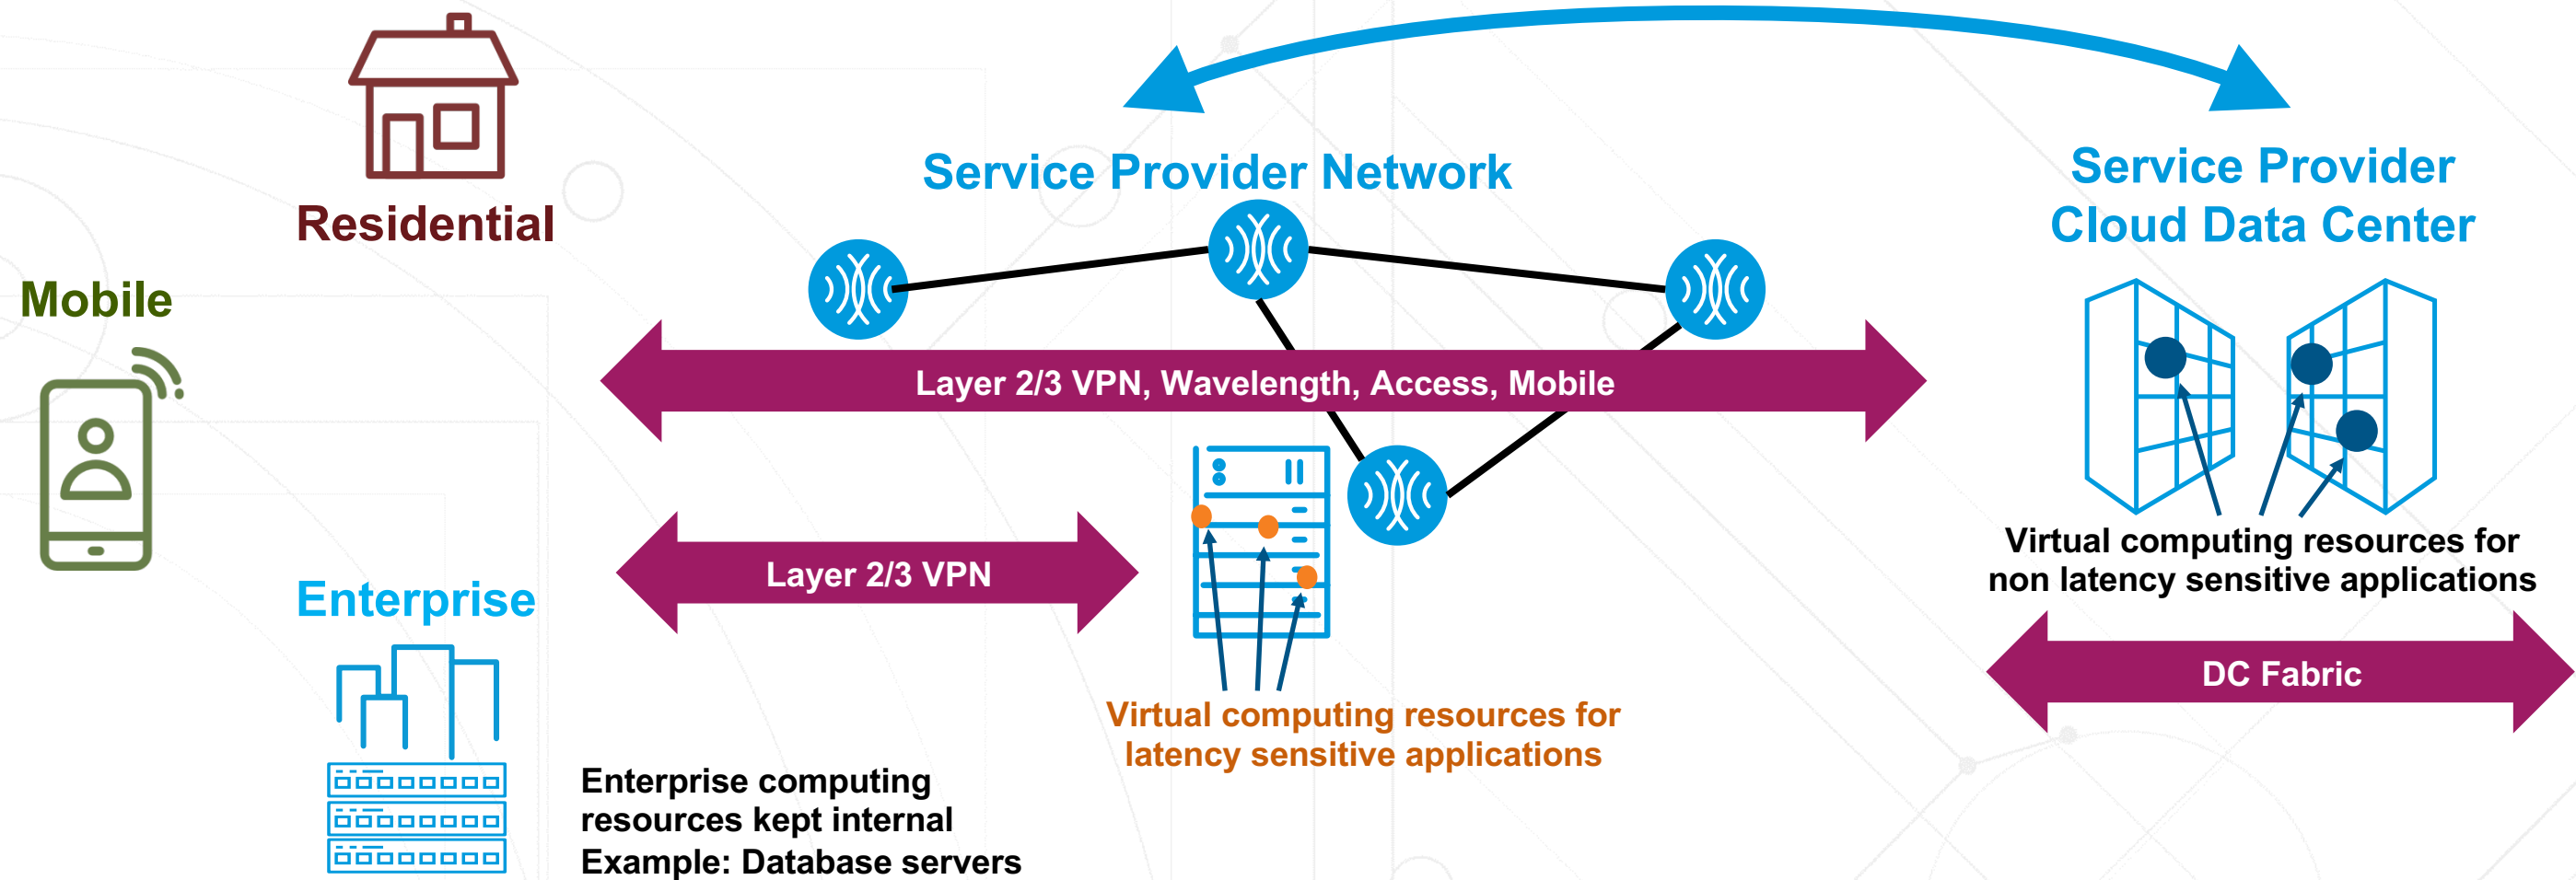 Residential
Mobile
Enterprise
Enterprise computing
resources kept internal
Example: Database servers
Service Provider Network
Layer 2/3 VPN, Wavelength, Access, Mobile
Layer 2/3 VPN
Virtual computing resources for
latency sensitive applications
Service Provider
Cloud Data Center
Virtual computing resources for
non latency sensitive applications
DC Fabric